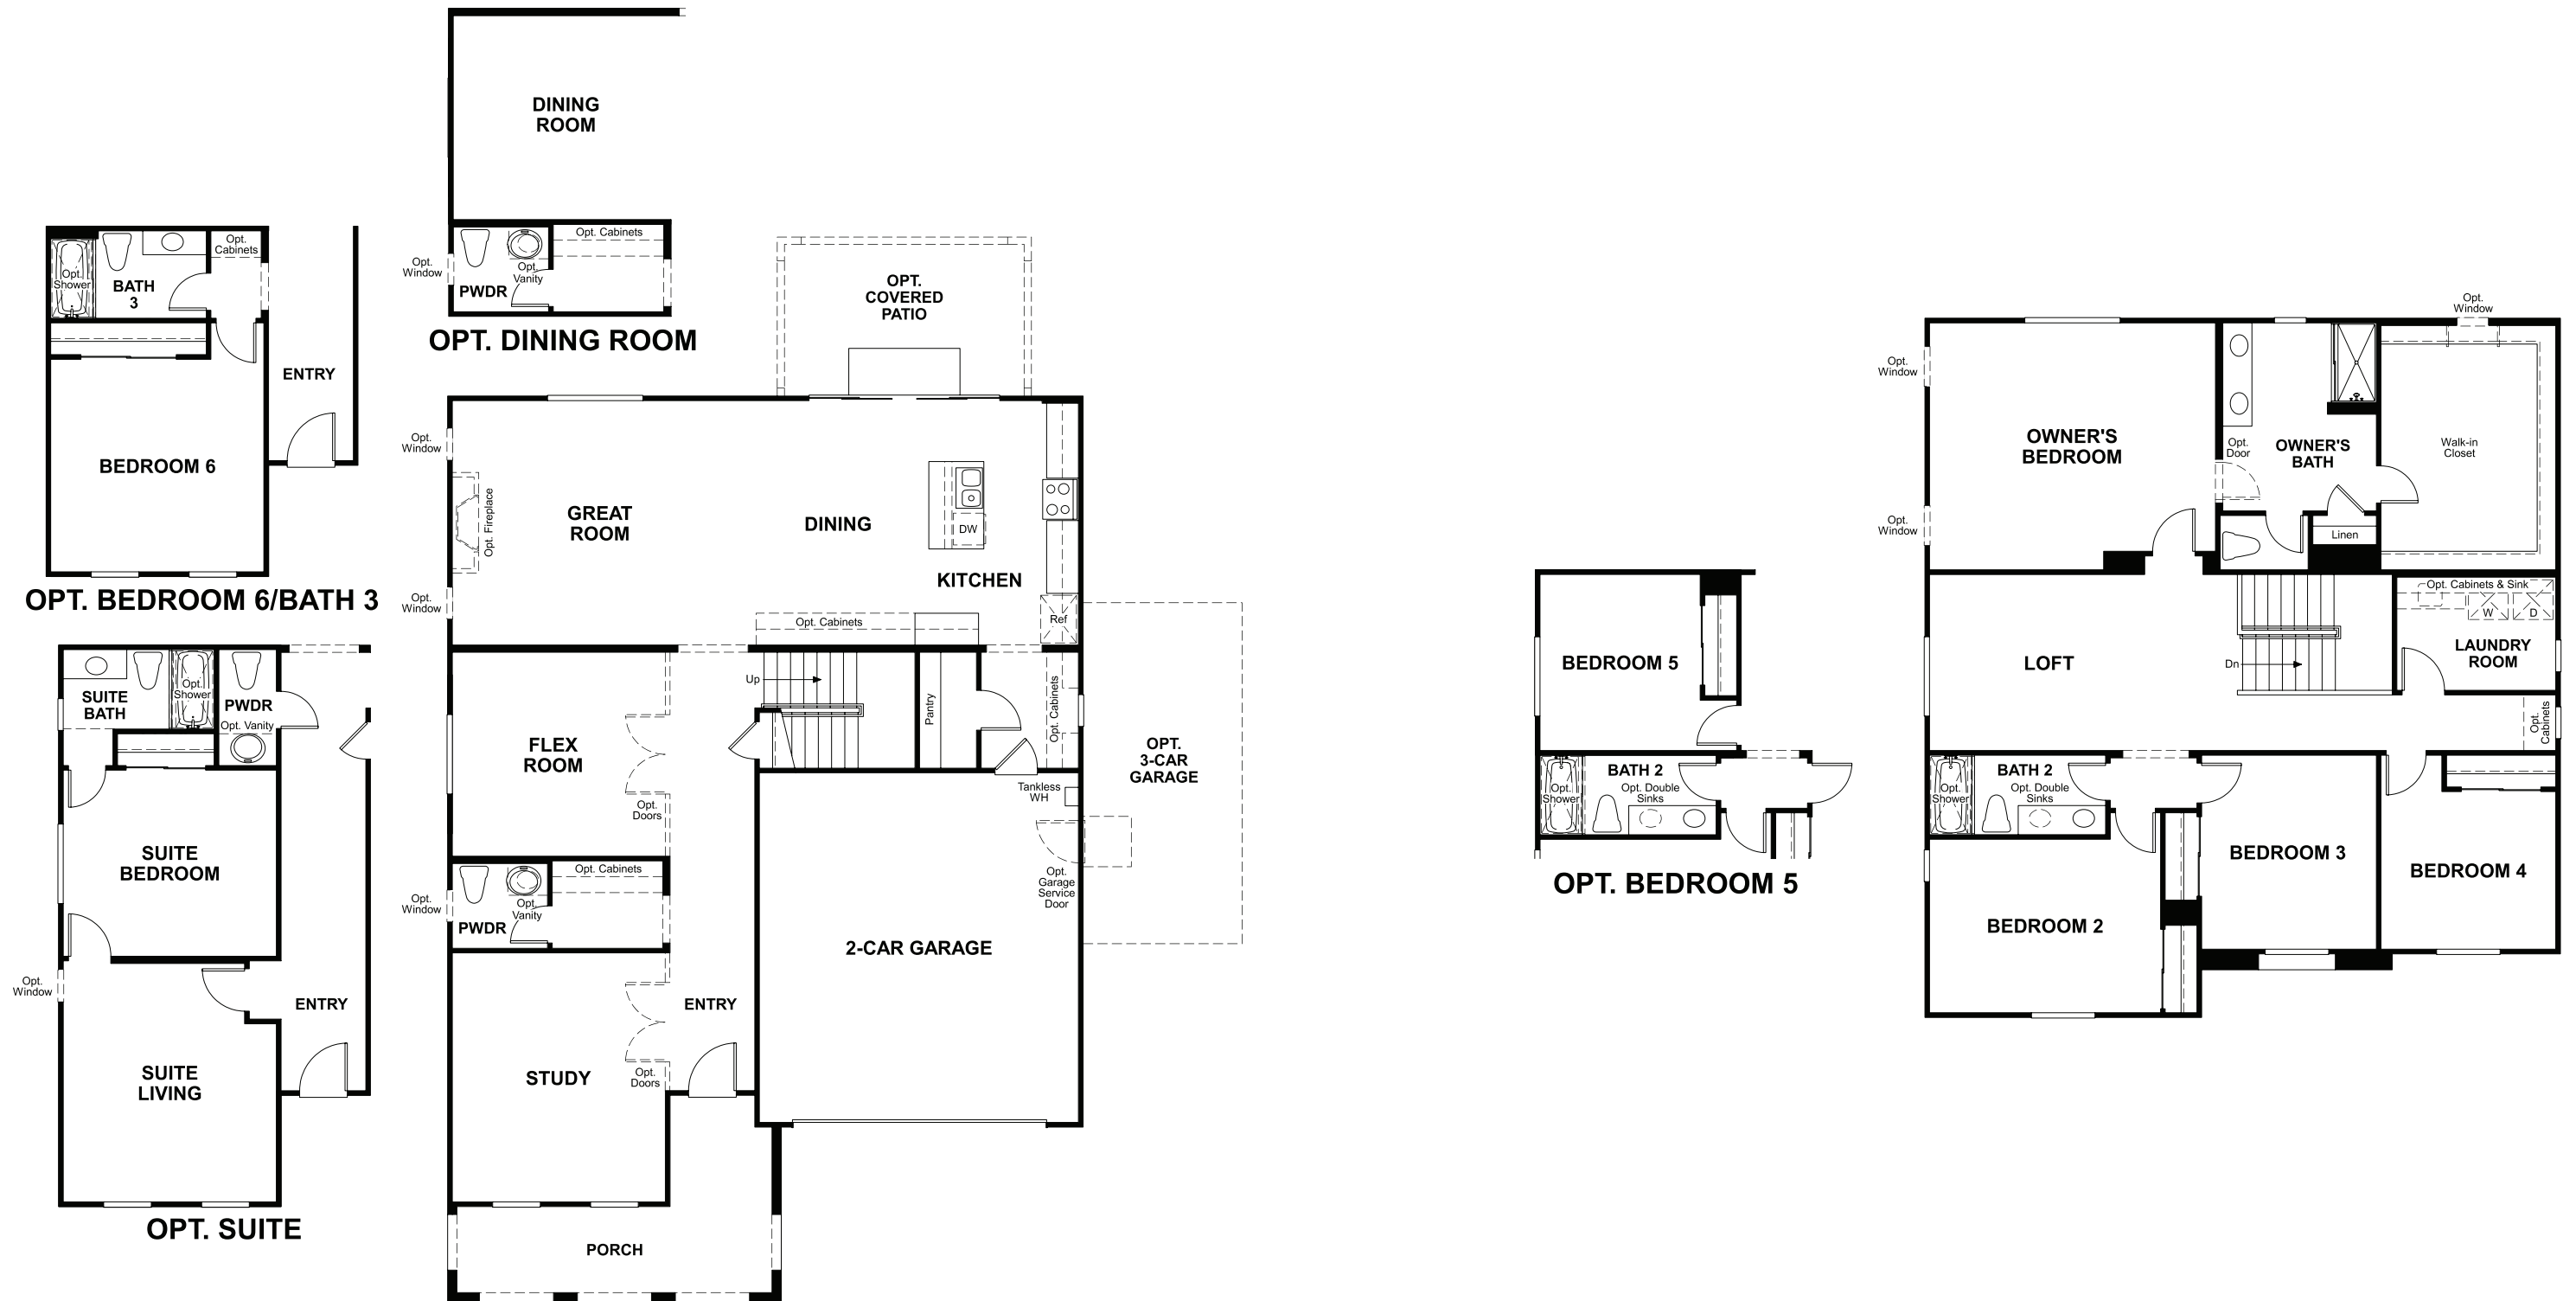 DINING
ROOM
Opt. Cabinets
Opt.
Window
Opt.
Vanity
PWDR
OPT. DINING ROOM
Opt.
Cabinets
Opt.
Shower
BATH
3
ENTRY
BEDROOM 6
OPT. BEDROOM 6/BATH 3
Opt.
Shower
SUITE
BATH
PWDR
Opt. Vanity
SUITE
BEDROOM
Opt.
Window
ENTRY
SUITE
LIVING
OPT. SUITE
OPT.
COVERED
PATIO
Opt.
Window
Opt. Fireplace
GREAT
ROOM
DINING
DW
KITCHEN
Opt.
Window
Opt. Cabinets
Ref
Up
Pantry
Opt. Cabinets
FLEX
ROOM
Opt.
Doors
OPT.
3-CAR
GARAGE
Tankless
WH
Opt. Cabinets
Opt.
Window
Opt.
Vanity
PWDR
Opt.
Garage
Service
Door
2-CAR GARAGE
ENTRY
STUDY
Opt.
Doors
PORCH
BEDROOM 5
BATH 2
Opt.
Shower
Opt. Double
Sinks
OPT. BEDROOM 5
Opt.
Window
Opt.
Window
OWNER'S
BEDROOM
Opt.
Door
OWNER'S
BATH
Walk-in
Closet
Opt.
Window
Linen
Opt. Cabinets & Sink
W
D
LOFT
Dn
LAUNDRY
ROOM
Opt.
Cabinets
BATH 2
Opt.
Shower
Opt. Double
Sinks
BEDROOM 3
BEDROOM 4
BEDROOM 2